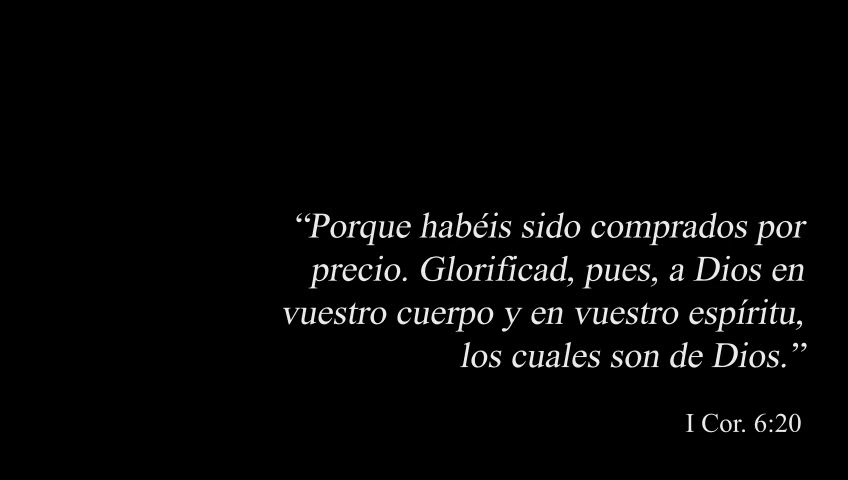 “Porque habéis sido comprados por
precio. Glorificad, pues, a Dios en
vuestro cuerpo y en vuestro espíritu,
los cuales son de Dios.”
I Cor. 6:20